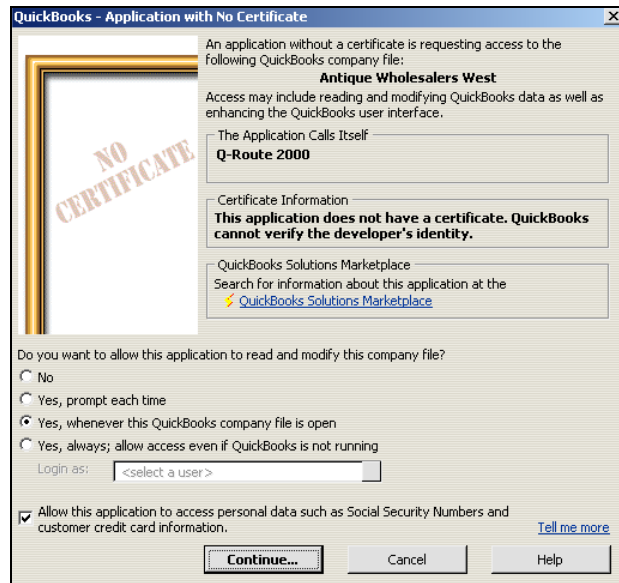 QuickBooks - Application with No Certificate
An application without a certificate is requesting access to the
following QuickBooks company file:
Antique Wholesalers West
Access may include reading and modifying QuickBooks data as well as
enhancing the QuickBooks user interface.
The Application Calls Itself
Q-Route 2000
NO
CERTIFICATE
Certificate Information
This application does not have a certificate. QuickBooks
cannot verify the developer's identity.
QuickBooks Solutions Marketplace
Search for information about this application at the
QuickBooks Solutions Marketplace
Do you want to allow this application to read and modify this company file?
No
Yes, prompt each time
Yes, whenever this QuickBooks company file is open
Yes, always; allow access even if QuickBooks is not running
Login as: <select a user>
Allow this application to access personal data such as Social Security Numbers and
customer credit card information. Tell me more
Continue... Cancel Help